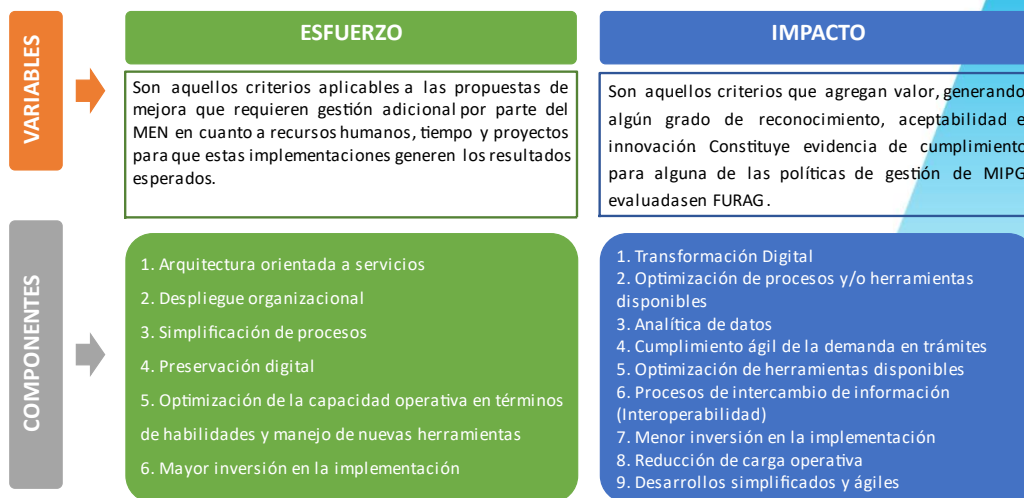 VARIABLES
ESFUERZO
Son aquellos criterios aplicables a las propuestas de
mejora que requieren gestión adicional por parte del
MEN en cuanto a recursos humanos, tiempo y proyectos
para que estas implementaciones generen los resultados
esperados.
IMPACTO
Son aquellos criterios que agregan valor, generando
algún grado de reconocimiento, aceptabilidad e
innovación Constituye evidencia de cumplimiento
para alguna de las políticas de gestión de MIPG
evaluadasen FURAG.
COMPONENTES
1. Arquitectura orientada a servicios
2. Despliegue organizacional
3. Simplificación de procesos
4. Preservación digital
5. Optimización de la capacidad operativa en términos
de habilidades y manejo de nuevas herramientas
6. Mayor inversión en la implementación
1. Transformación Digital
2. Optimización de procesos y/o herramientas
disponibles
3. Analítica de datos
4. Cumplimiento ágil de la demanda en trámites
5. Optimización de herramientas disponibles
6. Procesos de intercambio de información
(Interoperabilidad)
7. Menor inversión en la implementación
8. Reducción de carga operativa
9. Desarrollos simplificados y ágiles